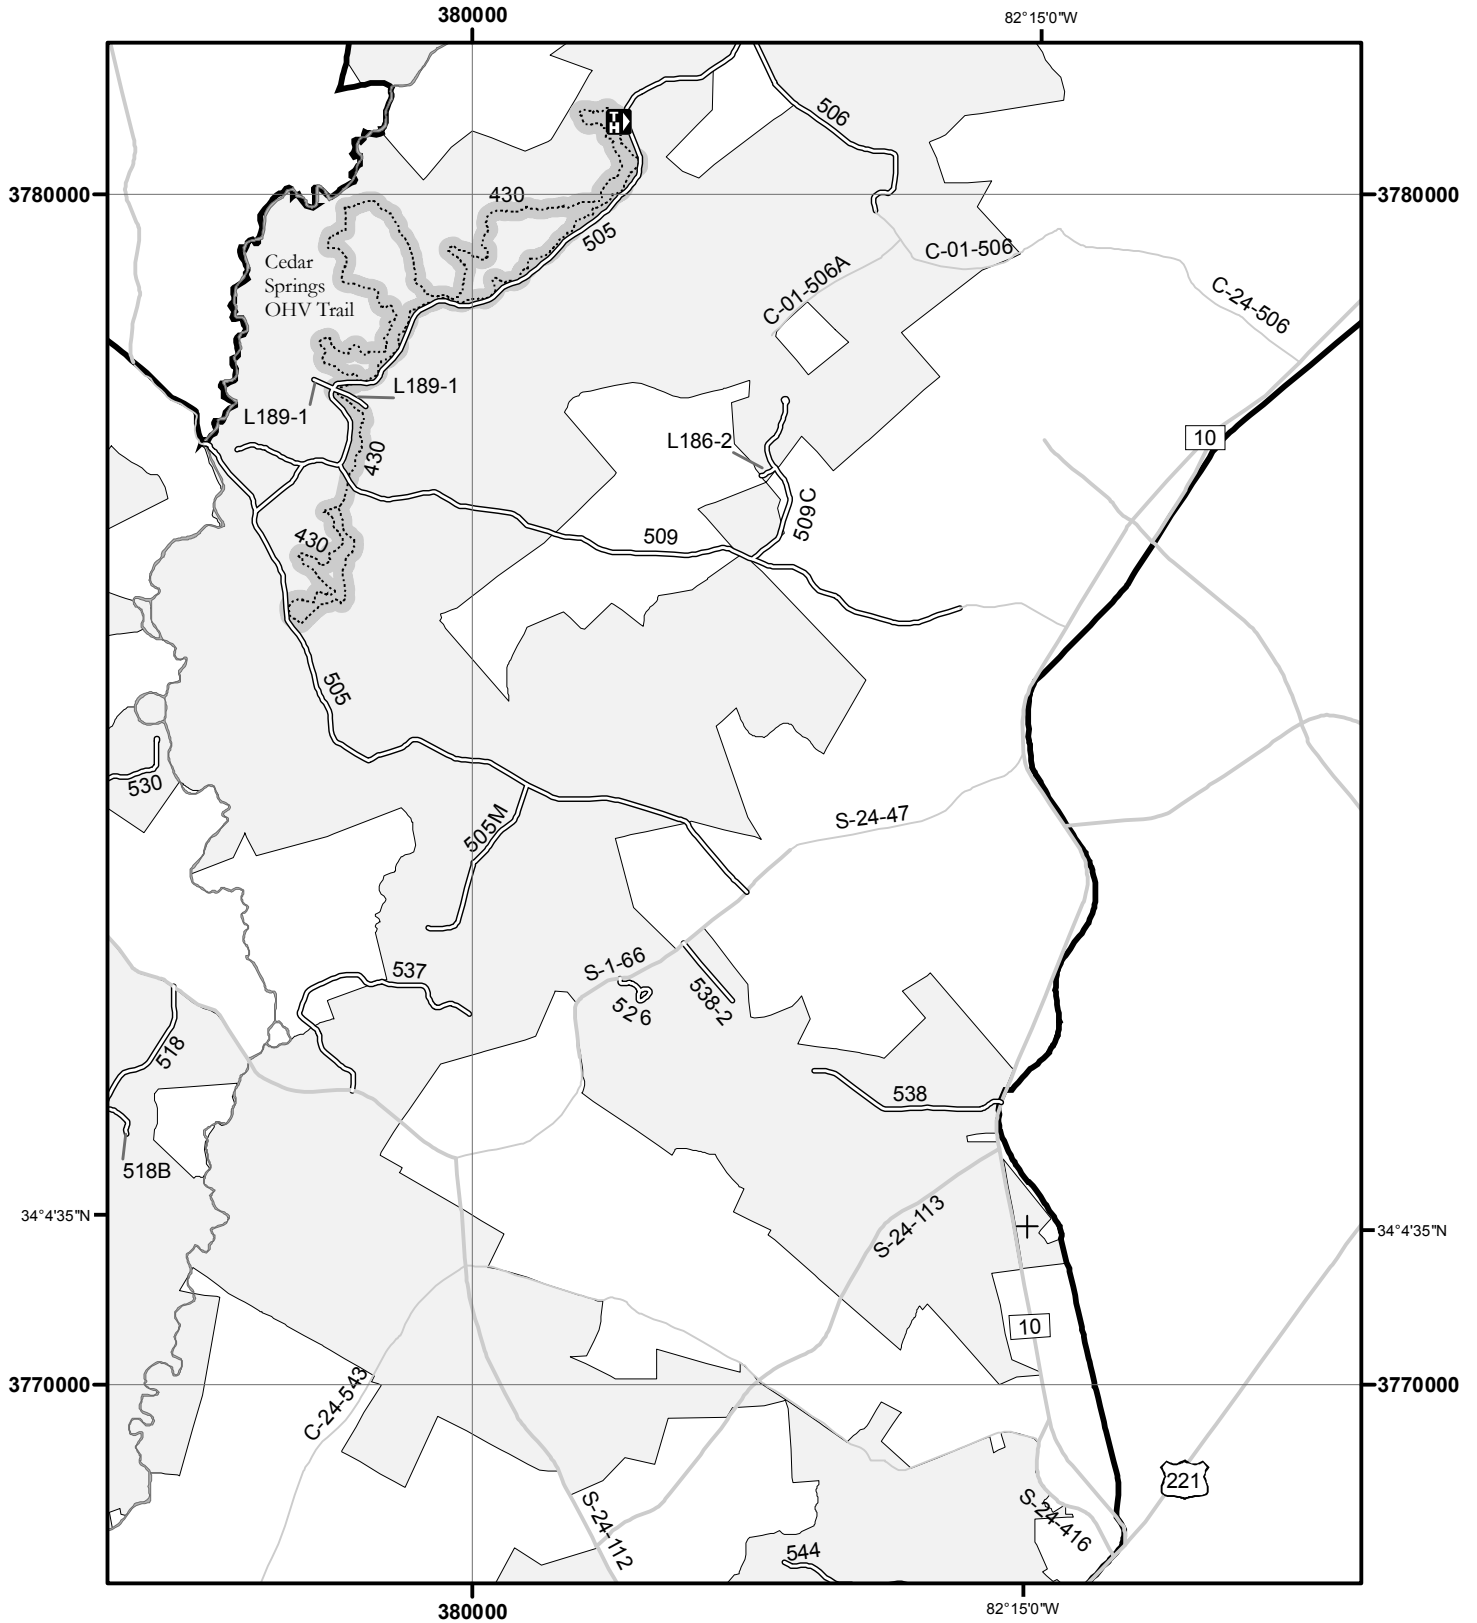 380000
82°15'0"W
506
3780000
3780000
430
505
C-01-506
C-01-506A
Cedar
Springs
OHV Trail
C-24-506
L189-1
L189-1
10
L186-2
430
509C
430
509
505
530
S-24-47
505M
S-1-66
537
538-2
526
518
538
518B
34°4'35"N
S-24-113
34°4'35"N
10
3770000
3770000
C-24-543
221
S-24-112
S-24-416
544
380000
82°15'0"W